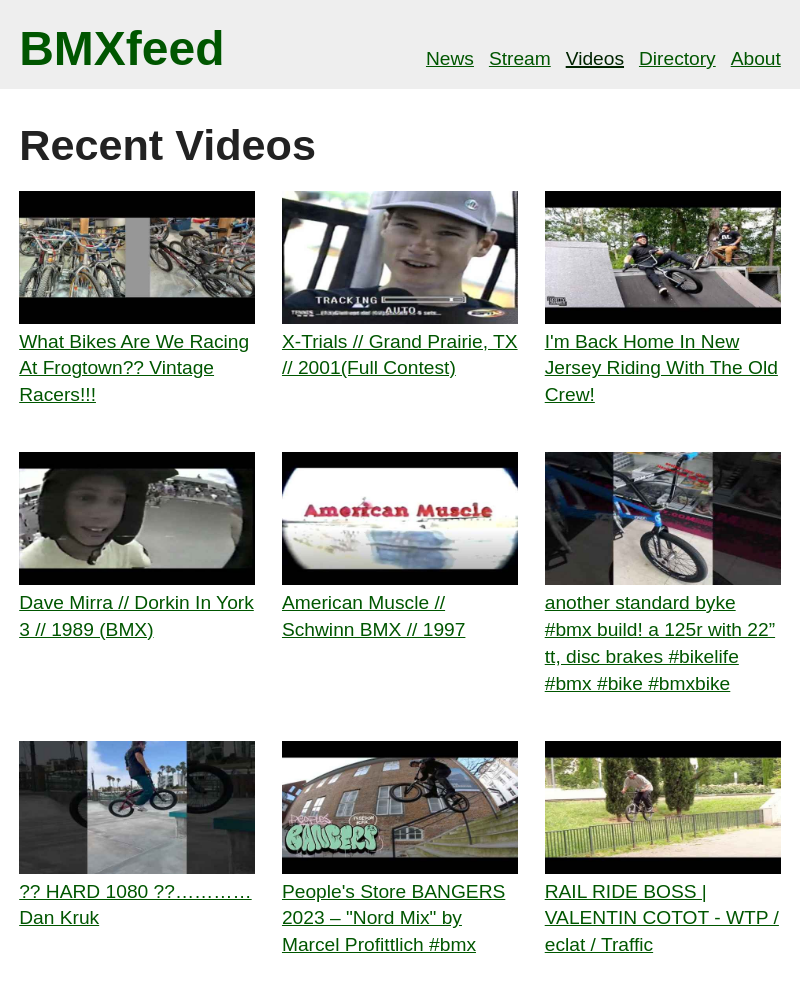 BMXfeed
News Stream Videos Directory About
Recent Videos
TRACKING
AUTO
What Bikes Are We Racing
At Frogtown?? Vintage
Racers!!!
X-Trials // Grand Prairie, TX
// 2001(Full Contest)
I'm Back Home In New
Jersey Riding With The Old
Crew!
American Muscle
Dave Mirra // Dorkin In York
3 // 1989 (BMX)
American Muscle //
Schwinn BMX // 1997
another standard byke
#bmx build! a 125r with 22”
tt, disc brakes #bikelife
#bmx #bike #bmxbike
PEOPLES
BANGERS
?? HARD 1080 ??…………
Dan Kruk
People's Store BANGERS
2023 – "Nord Mix" by
Marcel Profittlich #bmx
RAIL RIDE BOSS |
VALENTIN COTOT - WTP /
eclat / Traffic